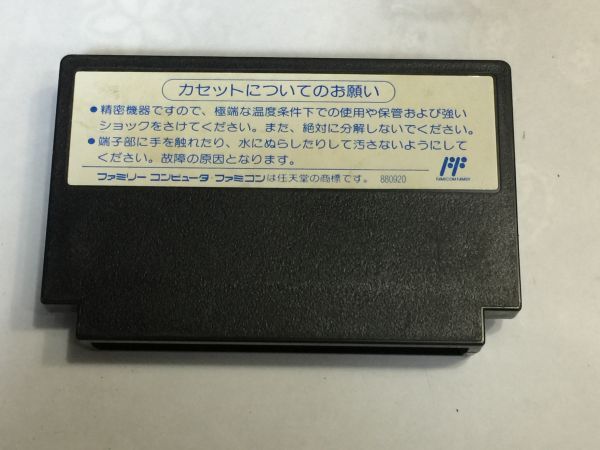 カセットについてのお願い
●精密機器ですので、極端な温度条件下での使用や保管および強い
ショックをさけてください。また、絶対に分解しないでください。
●端子部に手を触れたり、水にぬらしたりして汚さないようにして
ください。故障の原因となります。
ファミリーコンピュータ・ファミコンは任天堂の商標です。 880920
FAMICOM FAMILY